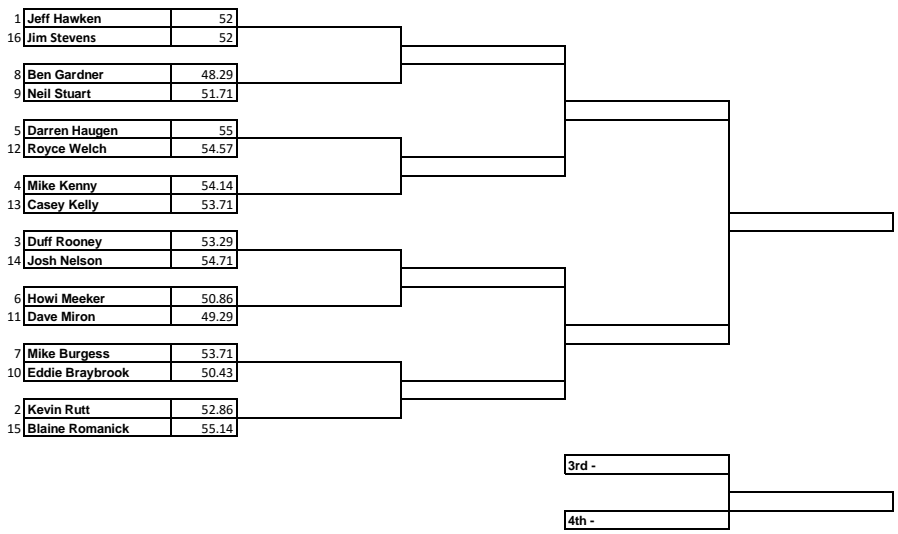 1 Jeff Hawken 52
16 Jim Stevens 52
8 Ben Gardner 48.29
9 Neil Stuart 51.71
5 Darren Haugen 55
12 Royce Welch 54.57
4 Mike Kenny 54.14
13 Casey Kelly 53.71
3 Duff Rooney 53.29
14 Josh Nelson 54.71
6 Howi Meeker 50.86
11 Dave Miron 49.29
7 Mike Burgess 53.71
10 Eddie Braybrook 50.43
2 Kevin Rutt 52.86
15 Blaine Romanick 55.14
3rd -
4th -